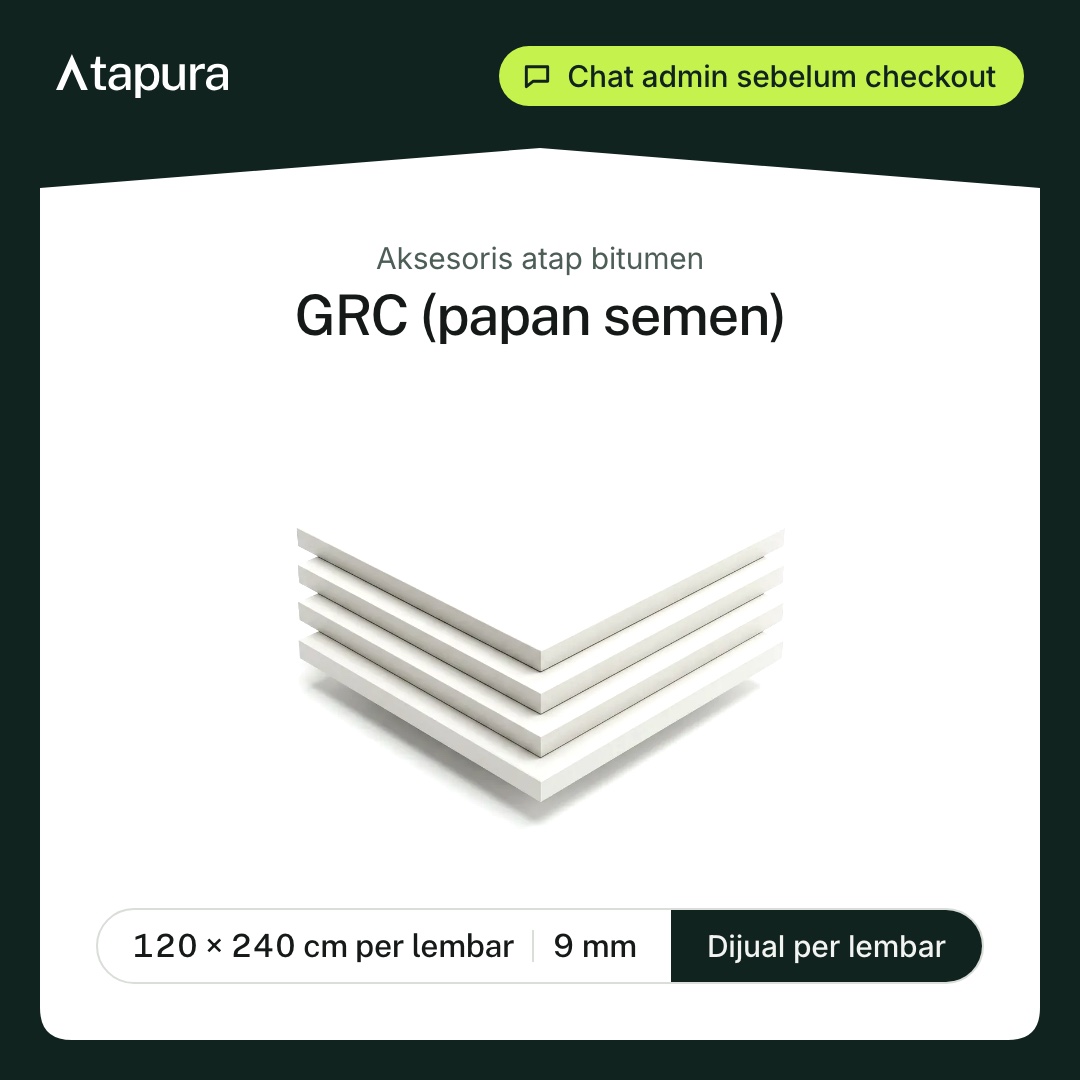 Atapura
Chat admin sebelum checkout
Aksesoris atap bitumen
GRC (papan semen)
120 × 240 cm per lembar | 9 mm
Dijual per lembar